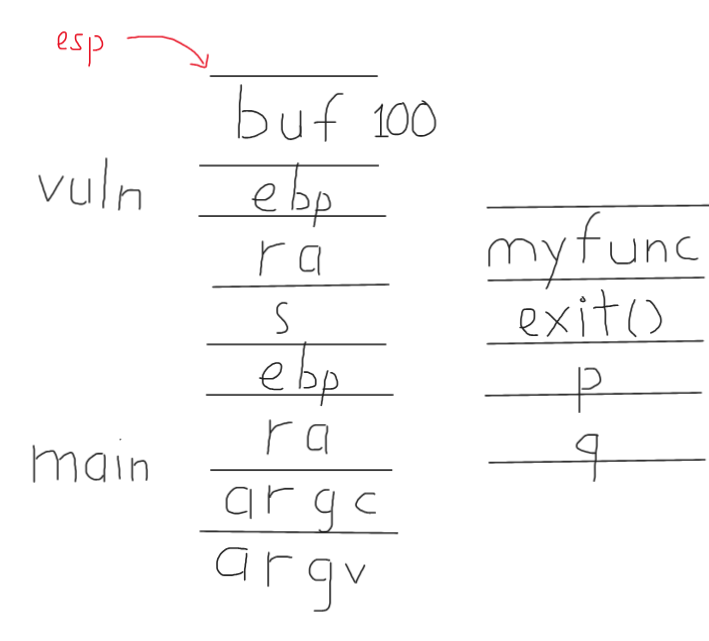 esp
buf 100
vuln
ebp
ra
s
ebp
ra
main
argc
argv
myfunc
exit()
p
q